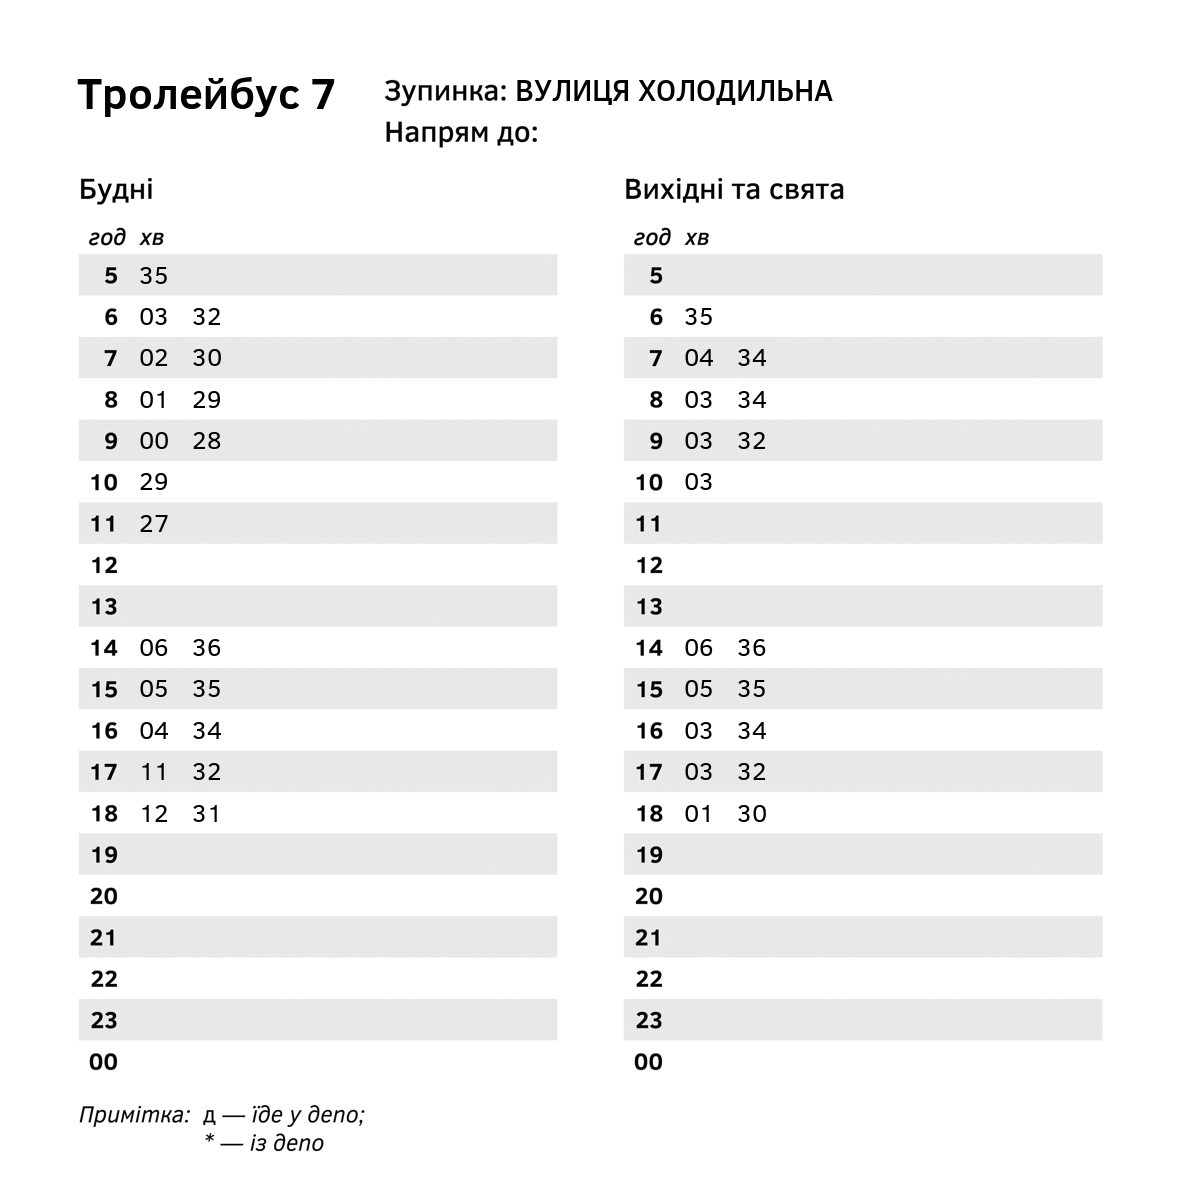 Тролейбус 7
Зупинка: ВУЛИЦЯ ХОЛОДИЛЬНА
Напрям до:
Будні
год хв
5 35
6 03 32
7 02 30
8 01 29
9 00 28
10 29
11 27
12
13
14 06 36
15 05 35
16 04 34
17 11 32
18 12 31
19
20
21
22
23
00
Вихідні та свята
год хв
5
6 35
7 04 34
8 03 34
9 03 32
10 03
11
12
13
14 06 36
15 05 35
16 03 34
17 03 32
18 01 30
19
20
21
22
23
00
Примітка: д — їде у депо;
* — із депо